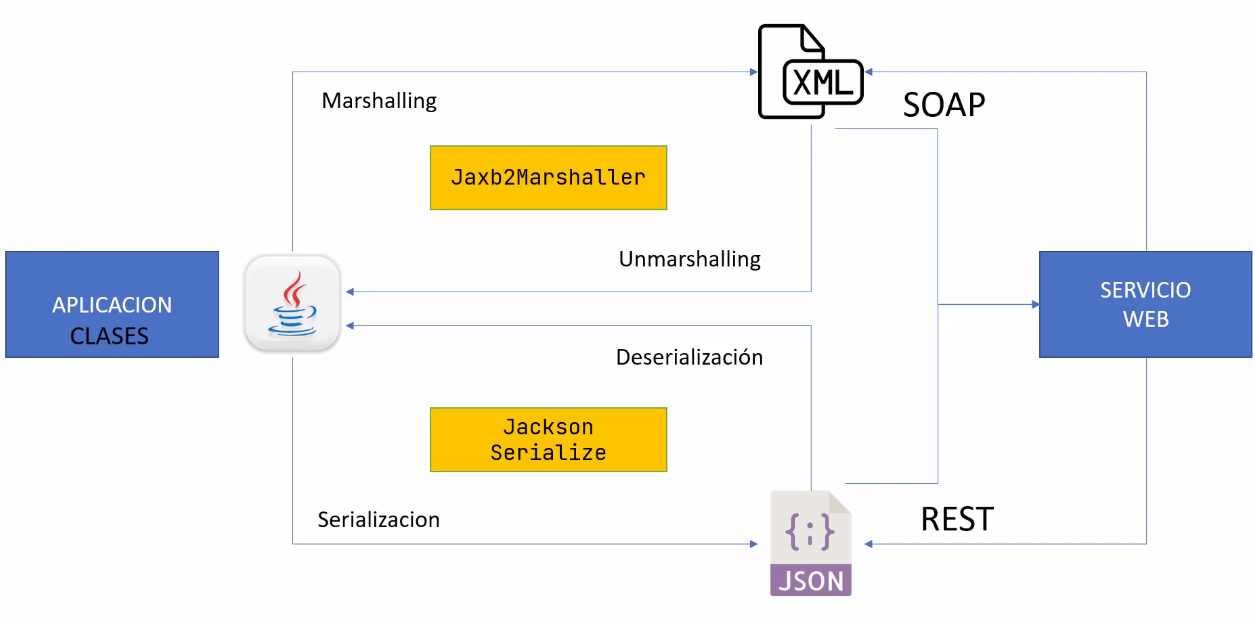 XML
SOAP
Marshalling
Jaxb2Marshaller
Unmarshalling
APLICACION
CLASES
SERVICIO
WEB
Deserialización
Jackson
Serialize
Serializacion
REST
{;}
JSON